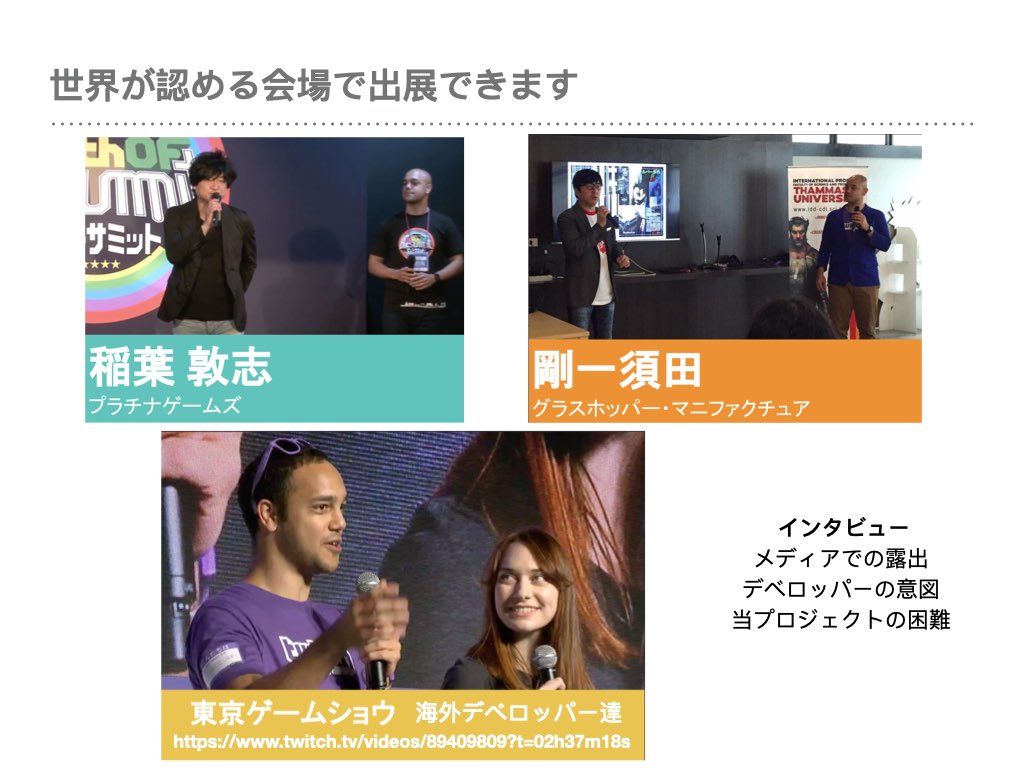 世界が認める会場で出展できます
サミット
INTERNATIONAL PRO
THAMMAS
UNIVERS
稲葉 敦志
プラチナゲームズ
剛一須田
グラスホッパー・マニファクチュア
インタビュー
メディアでの露出
デベロッパーの意図
当プロジェクトの困難
東京ゲームショウ 海外デベロッパー達
https://www.twitch.tv/videos/89409809?t=02h37m18s